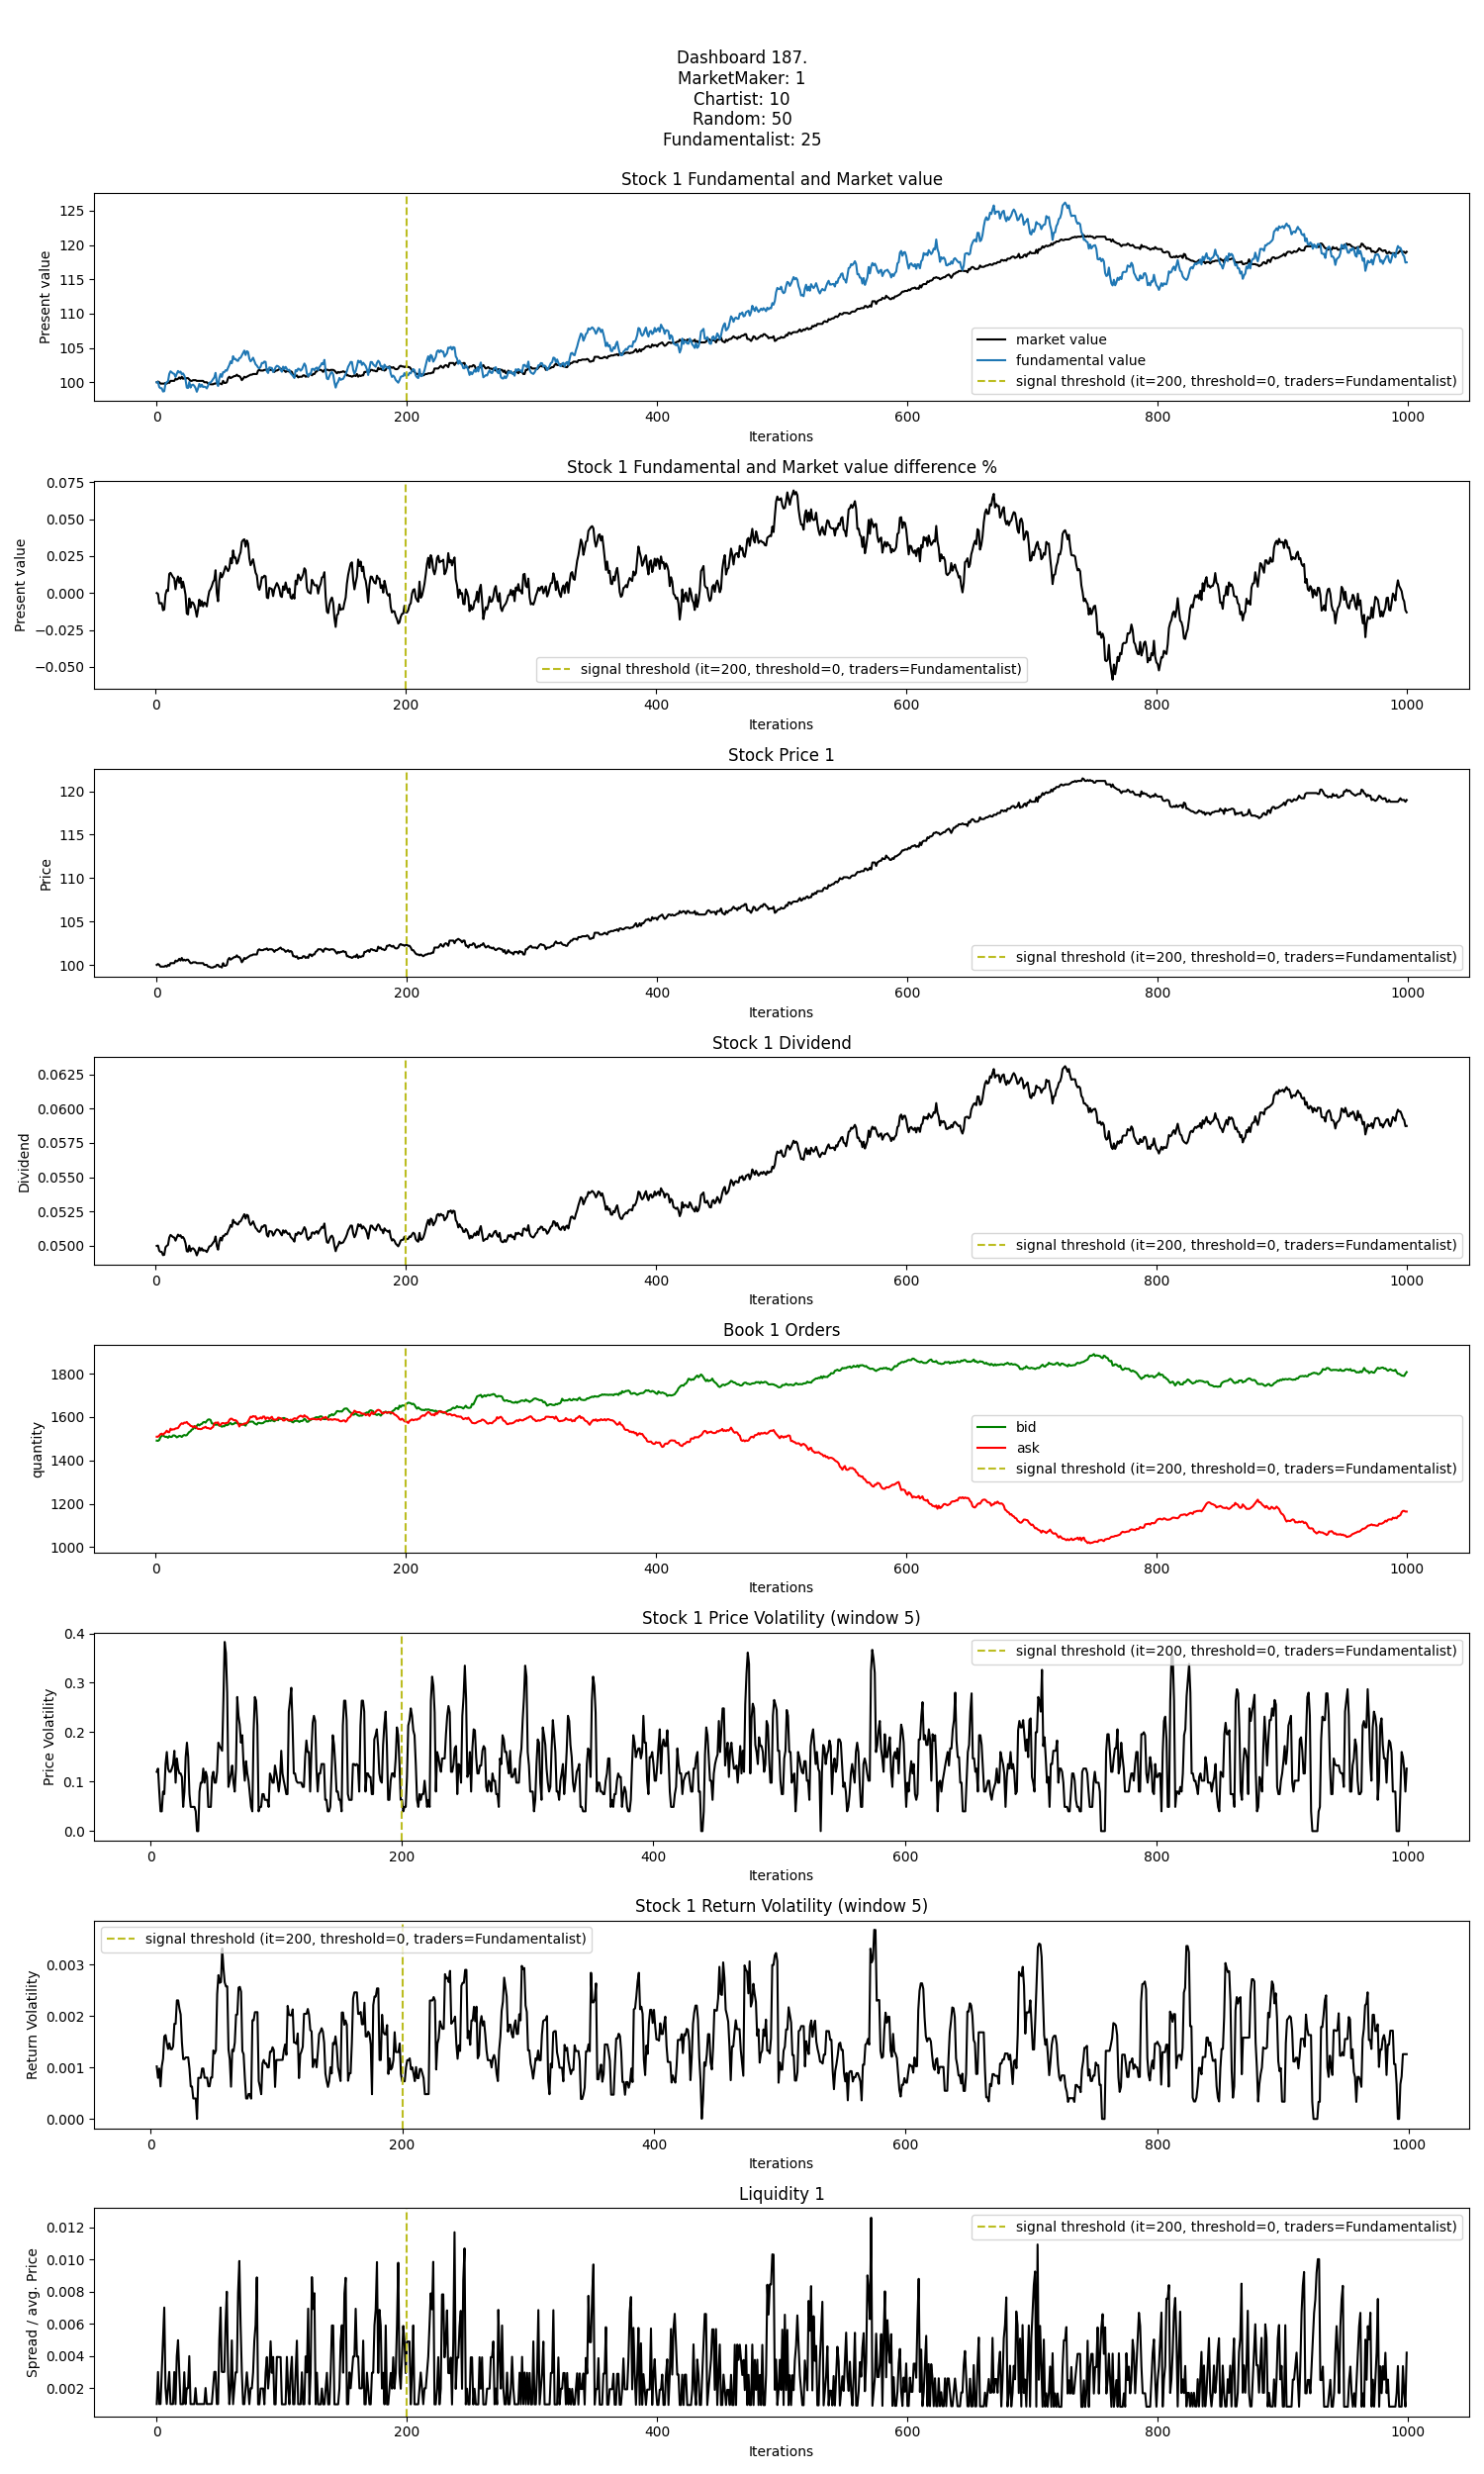 Dashboard 187.
MarketMaker: 1
Chartist: 10
Random: 50
Fundamentalist: 25
Stock 1 Fundamental and Market value
125
120
115
110
105
100
Present value
market value
fundamental value
signal threshold (it=200, threshold=0, traders=Fundamentalist)
0 200 400 600 800 1000
Iterations
Stock 1 Fundamental and Market value difference %
0.075
0.050
0.025
0.000
−0.025
−0.050
Present value
signal threshold (it=200, threshold=0, traders=Fundamentalist)
0 200 400 600 800 1000
Iterations
Stock Price 1
120
115
110
105
100
Price
signal threshold (it=200, threshold=0, traders=Fundamentalist)
0 200 400 600 800 1000
Iterations
Stock 1 Dividend
0.0625
0.0600
0.0575
0.0550
0.0525
0.0500
Dividend
signal threshold (it=200, threshold=0, traders=Fundamentalist)
0 200 400 600 800 1000
Iterations
Book 1 Orders
1800
1600
1400
1200
1000
quantity
bid
ask
signal threshold (it=200, threshold=0, traders=Fundamentalist)
0 200 400 600 800 1000
Iterations
Stock 1 Price Volatility (window 5)
0.4
0.3
0.2
0.1
0.0
Price Volatility
signal threshold (it=200, threshold=0, traders=Fundamentalist)
0 200 400 600 800 1000
Iterations
Stock 1 Return Volatility (window 5)
signal threshold (it=200, threshold=0, traders=Fundamentalist)
0.003
0.002
0.001
0.000
Return Volatility
0 200 400 600 800 1000
Iterations
Liquidity 1
signal threshold (it=200, threshold=0, traders=Fundamentalist)
0.012
0.010
0.008
0.006
0.004
0.002
Spread / avg. Price
0 200 400 600 800 1000
Iterations